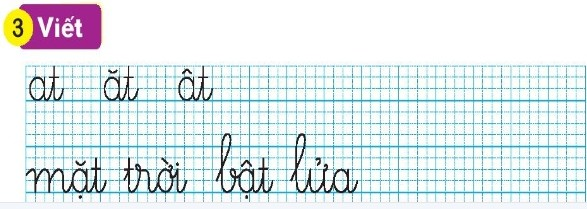 3 Viết
at ăt ât
mặt trời bật lửa